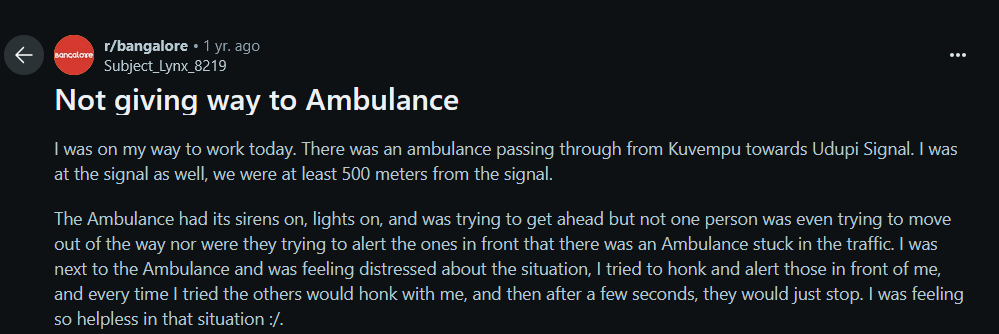 r/bangalore • 1 yr. ago
bancalore
Subject_Lynx_8219
Not giving way to Ambulance
I was on my way to work today. There was an ambulance passing through from Kuvempu towards Udupi Signal. I was
at the signal as well, we were at least 500 meters from the signal.
The Ambulance had its sirens on, lights on, and was trying to get ahead but not one person was even trying to move
out of the way nor were they trying to alert the ones in front that there was an Ambulance stuck in the traffic. I was
next to the Ambulance and was feeling distressed about the situation, I tried to honk and alert those in front of me,
and every time I tried the others would honk with me, and then after a few seconds, they would just stop. I was feeling
so helpless in that situation :/.